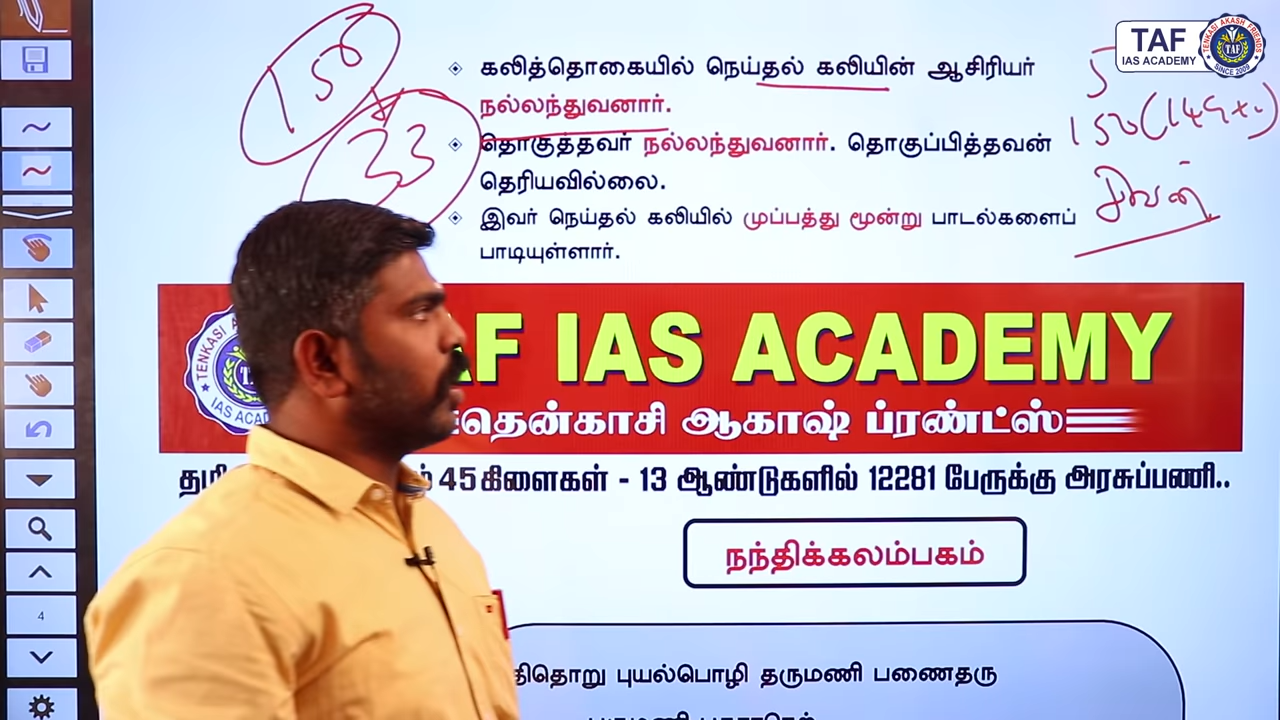 TAF
IAS ACADEMY
TENKASI AKASH FRIENDS
SINCE 2009
கலித்தொகையில் நெய்தல் கலியின் ஆசிரியர்
நல்லந்துவனார்.
தொகுத்தவர் நல்லந்துவனார். தொகுப்பித்தவன்
தெரியவில்லை.
இவர் நெய்தல் கலியில் முப்பத்து மூன்று பாடல்களைப்
பாடியுள்ளார்.
150
33
5
150 (149+1)
சிவன்
AF IAS ACADEMY
தென்காசி ஆகாஷ் ப்ரண்ட்ஸ்
45 கிளைகள் - 13 ஆண்டுகளில் 12281 பேருக்கு அரசுப்பணி..
நந்திக்கலம்பகம்
திதொறு புயல்பொழி தருமணி பணைதரு
4